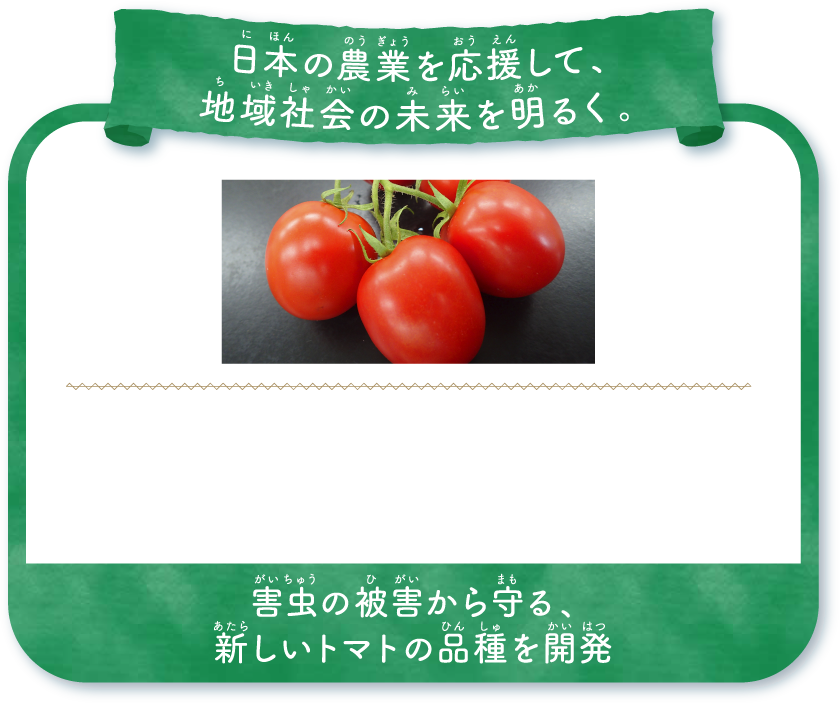 日本の農業を応援して、
地域社会の未来を明るく。
害虫の被害から守る、
新しいトマトの品種を開発